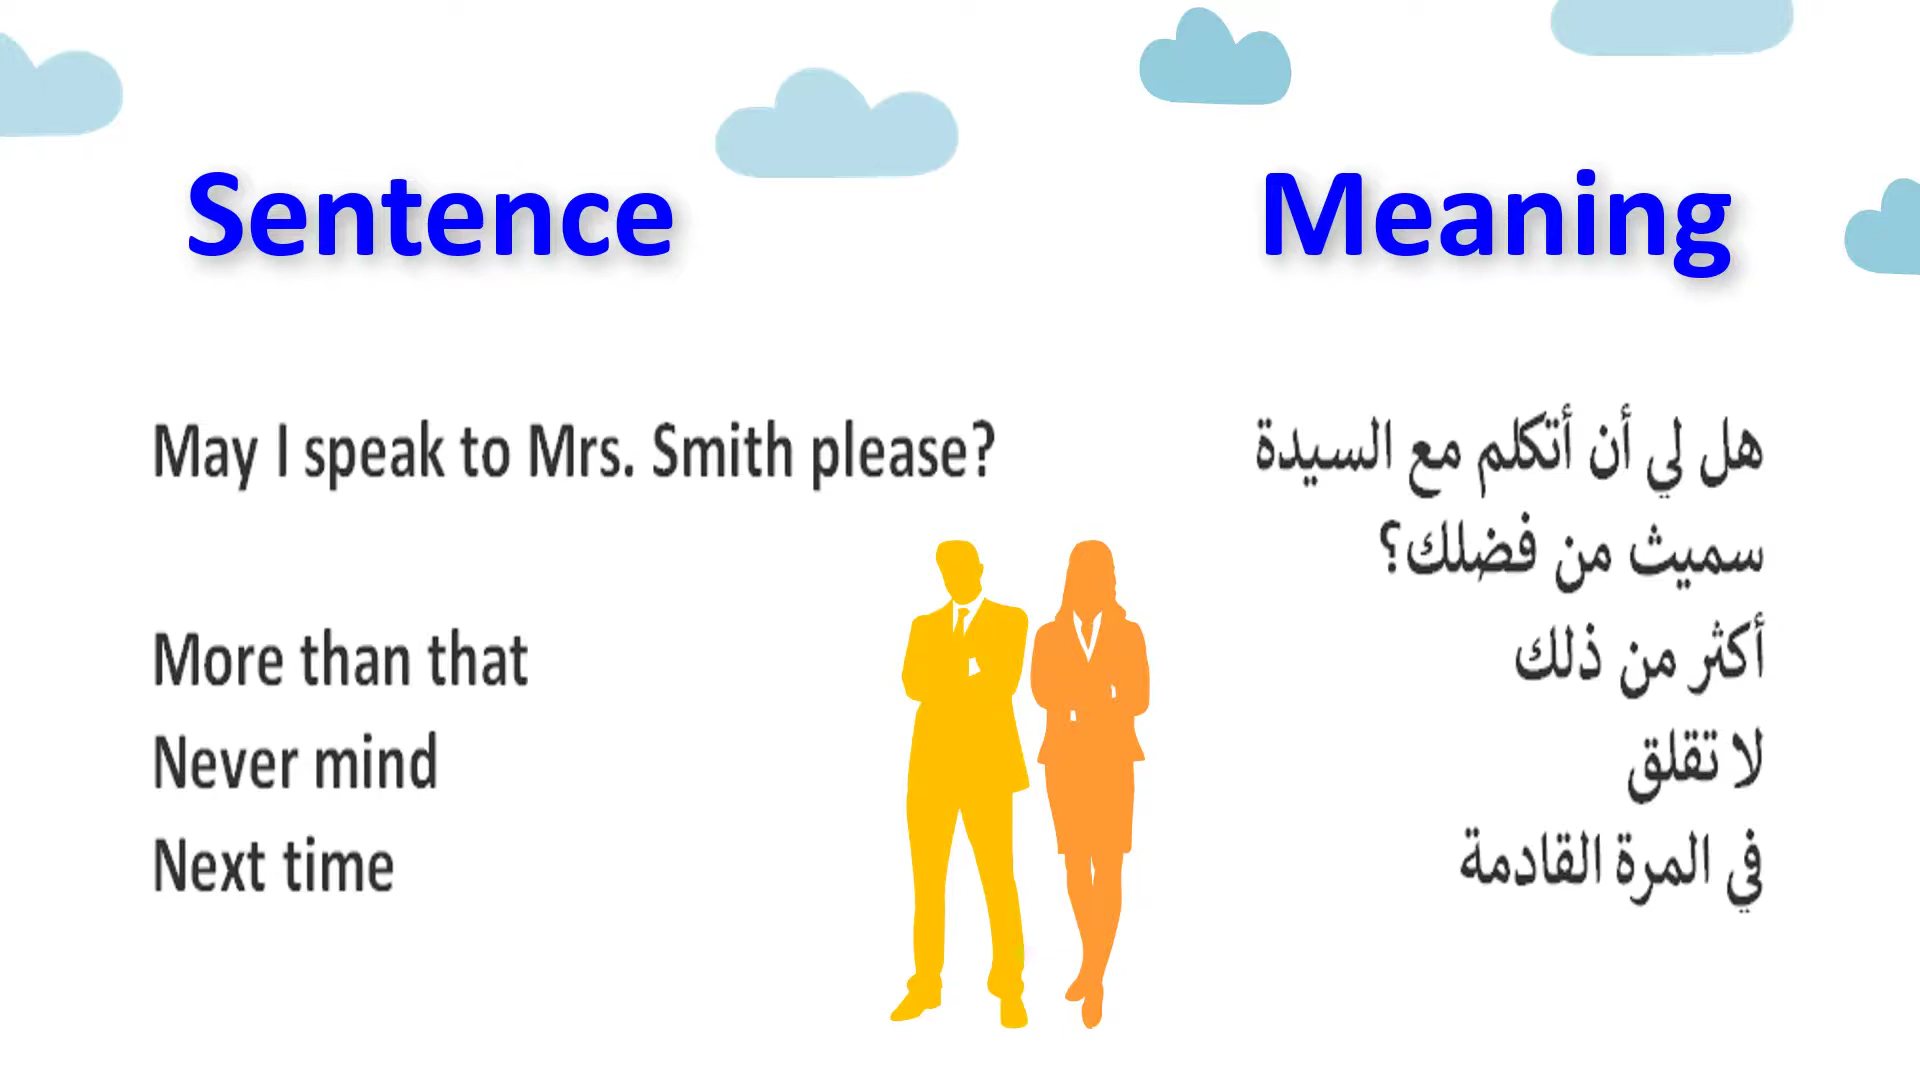 Sentence
Meaning
May I speak to Mrs. Smith please?
هل لي أن أتكلم مع السيدة
سميث من فضلك؟
More than that
أكثر من ذلك
Never mind
لا تقلق
Next time
في المرة القادمة